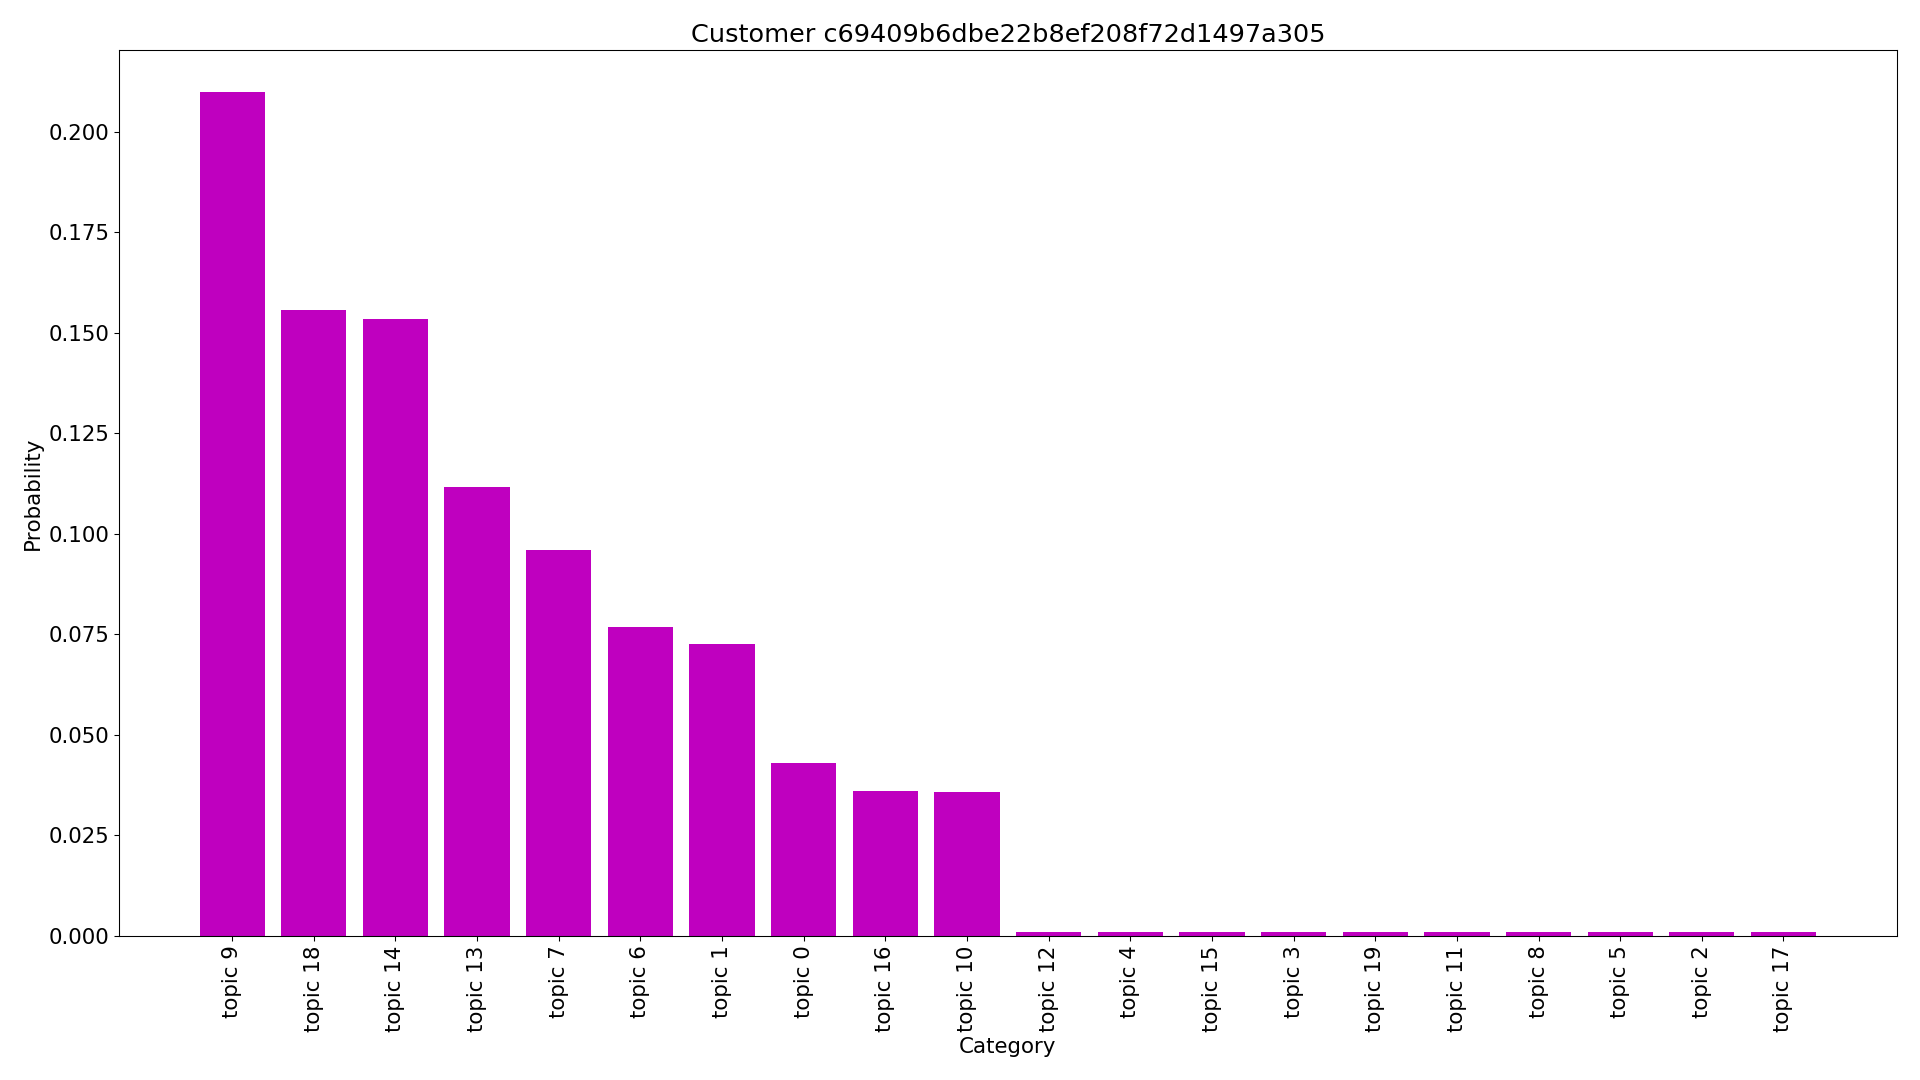 Customer c69409b6dbe22b8ef208f72d1497a305
Probability
0.200
0.175
0.150
0.125
0.100
0.075
0.050
0.025
0.000
topic 9
topic 18
topic 14
topic 13
topic 7
topic 6
topic 1
topic 0
topic 16
topic 10
topic 12
topic 4
topic 15
topic 3
topic 19
topic 11
topic 8
topic 5
topic 2
topic 17
Category